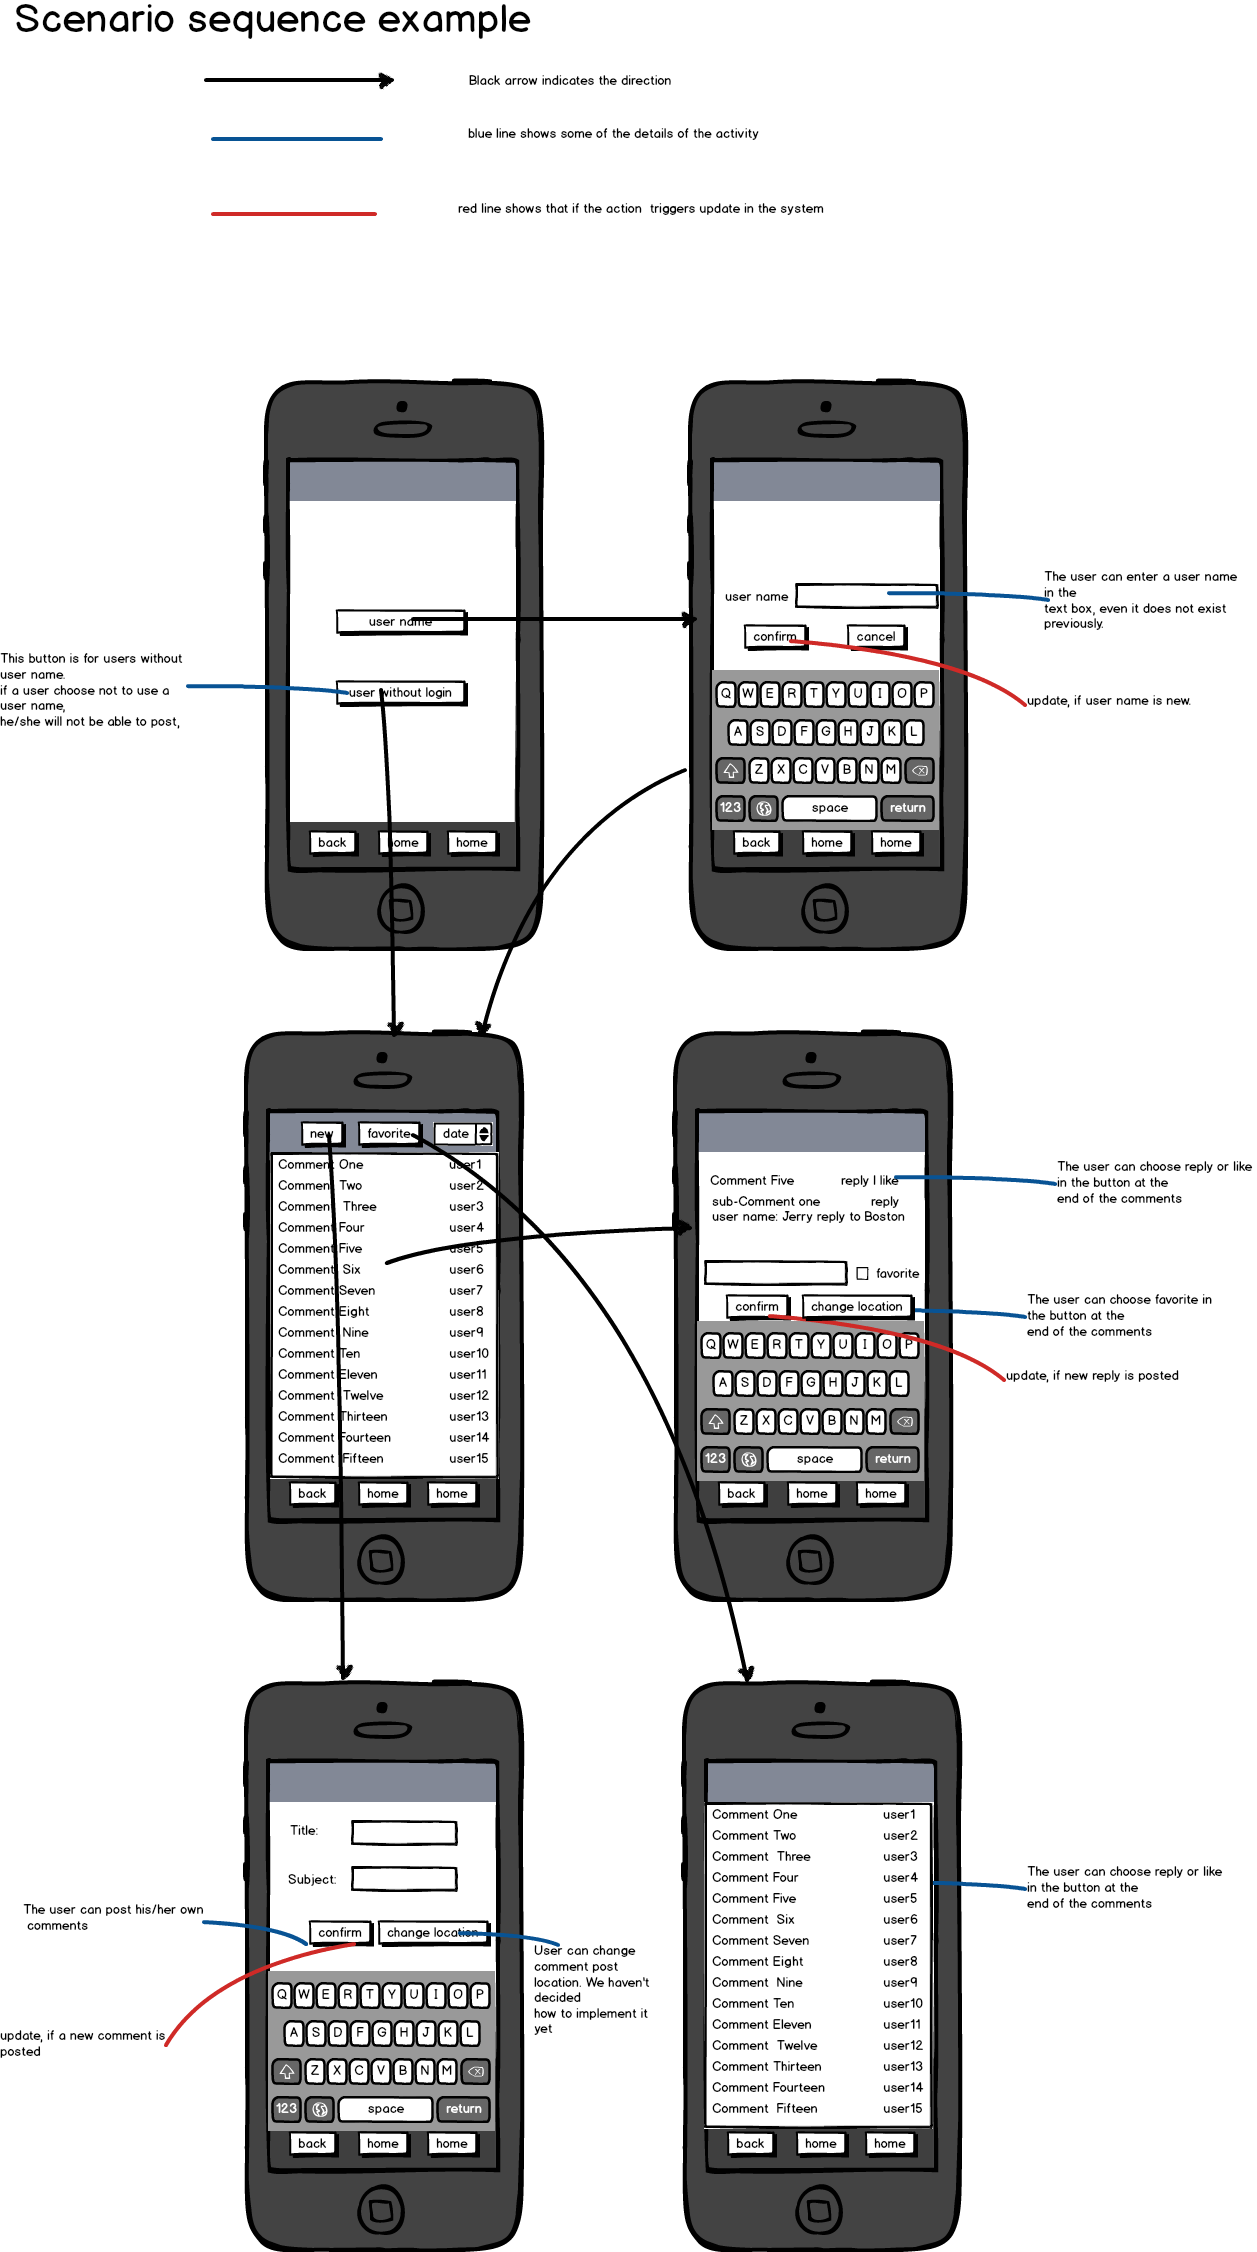 Scenario sequence example
Black arrow indicates the direction
blue line shows some of the details of the activity
red line shows that if the action  triggers update in the system
user name
user without login
back home home
This button is for users without
user name.
if a user choose not to use a
user name,
he/she will not be able to post,
user name
confirm cancel
Q W E R T Y U I O P
A S D F G H J K L
Z X C V B N M
123 space return
back home home
The user can enter a user name
in the
text box, even it does not exist
previously.
update, if user name is new.
new favorite date
Comment One user1
Comment Two user2
Comment  Three user3
Comment Four user4
Comment Five user5
Comment  Six user6
Comment Seven user7
Comment Eight user8
Comment  Nine user9
Comment Ten user10
Comment Eleven user11
Comment  Twelve user12
Comment Thirteen user13
Comment Fourteen user14
Comment  Fifteen user15
back home home
Comment Five reply I like
sub-Comment one reply
user name: Jerry reply to Boston
favorite
confirm change location
Q W E R T Y U I O P
A S D F G H J K L
Z X C V B N M
123 space return
back home home
The user can choose reply or like
in the button at the
end of the comments
The user can choose favorite in
the button at the
end of the comments
update, if new reply is posted
Title:
Subject:
confirm change location
Q W E R T Y U I O P
A S D F G H J K L
Z X C V B N M
123 space return
back home home
The user can post his/her own
comments
update, if a new comment is
posted
User can change
comment post
location. We haven't
decided
how to implement it
yet
Comment One user1
Comment Two user2
Comment  Three user3
Comment Four user4
Comment Five user5
Comment  Six user6
Comment Seven user7
Comment Eight user8
Comment  Nine user9
Comment Ten user10
Comment Eleven user11
Comment  Twelve user12
Comment Thirteen user13
Comment Fourteen user14
Comment  Fifteen user15
back home home
The user can choose reply or like
in the button at the
end of the comments